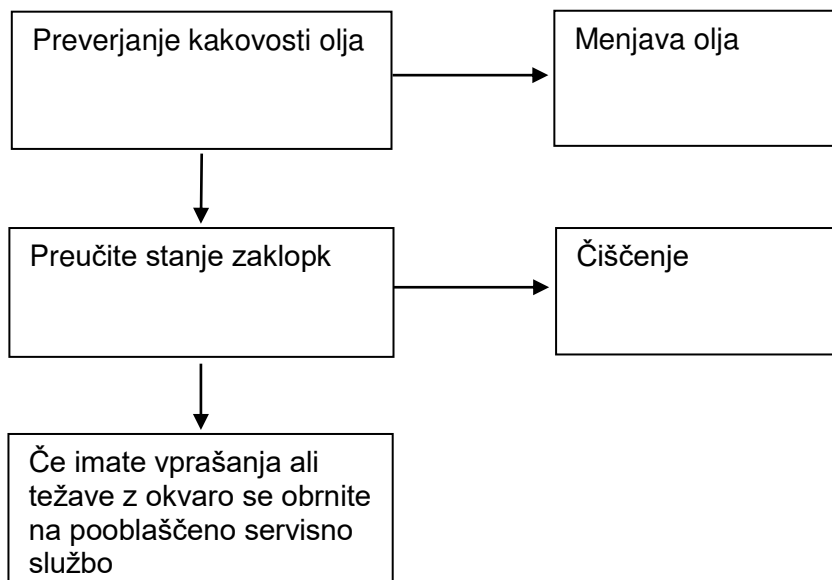 Preverjanje kakovosti olja
Menjava olja
Preučite stanje zaklopk
Čiščenje
Če imate vprašanja ali
težave z okvaro se obrnite
na pooblaščeno servisno
službo